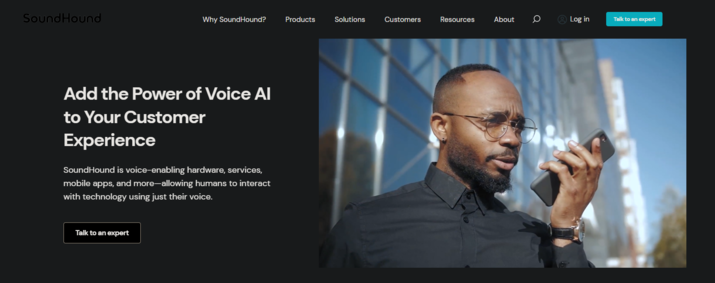 SoundHound
Why SoundHound? Products Solutions Customers Resources About Log in Talk to an expert
Add the Power of Voice AI
to Your Customer
Experience
SoundHound is voice-enabling hardware, services,
mobile apps, and more—allowing humans to interact
with technology using just their voice.
Talk to an expert